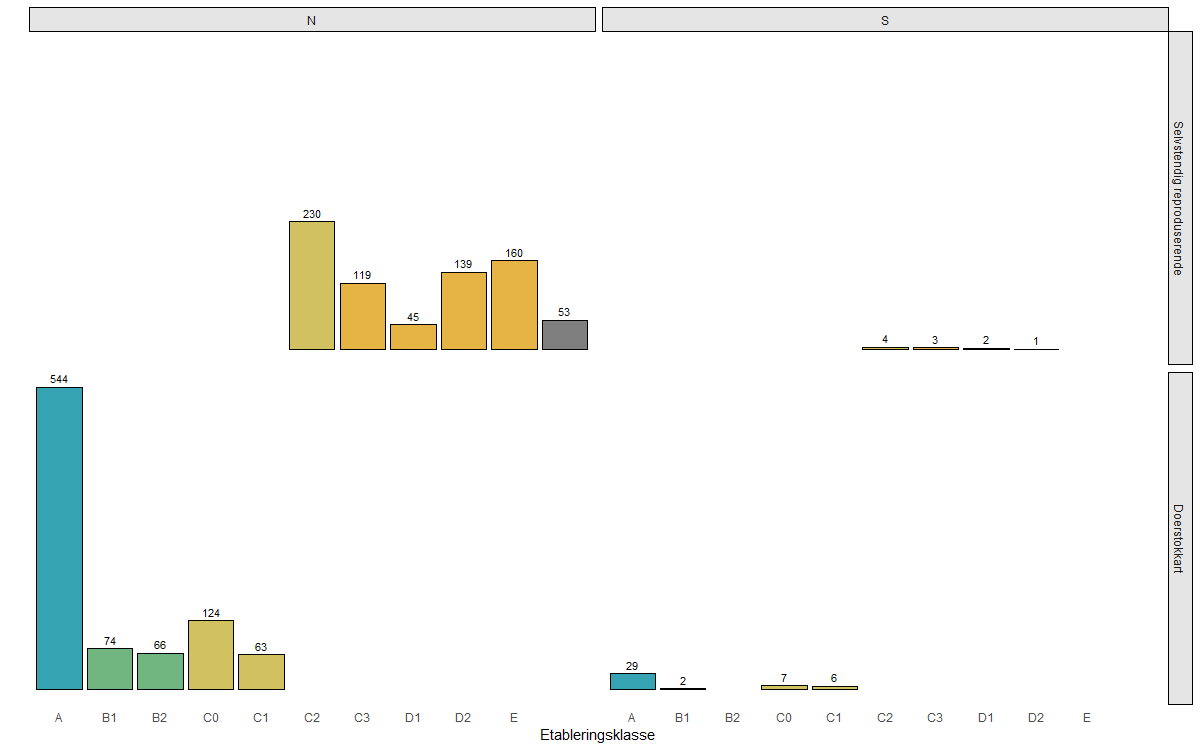 N
S
Selvstendig reproduserende
230
119
45
139
160
53
4
3
2
1
Doerstokkart
544
74
66
124
63
29
2
7
6
A B1 B2 C0 C1 C2 C3 D1 D2 E
A B1 B2 C0 C1 C2 C3 D1 D2 E
Etableringsklasse